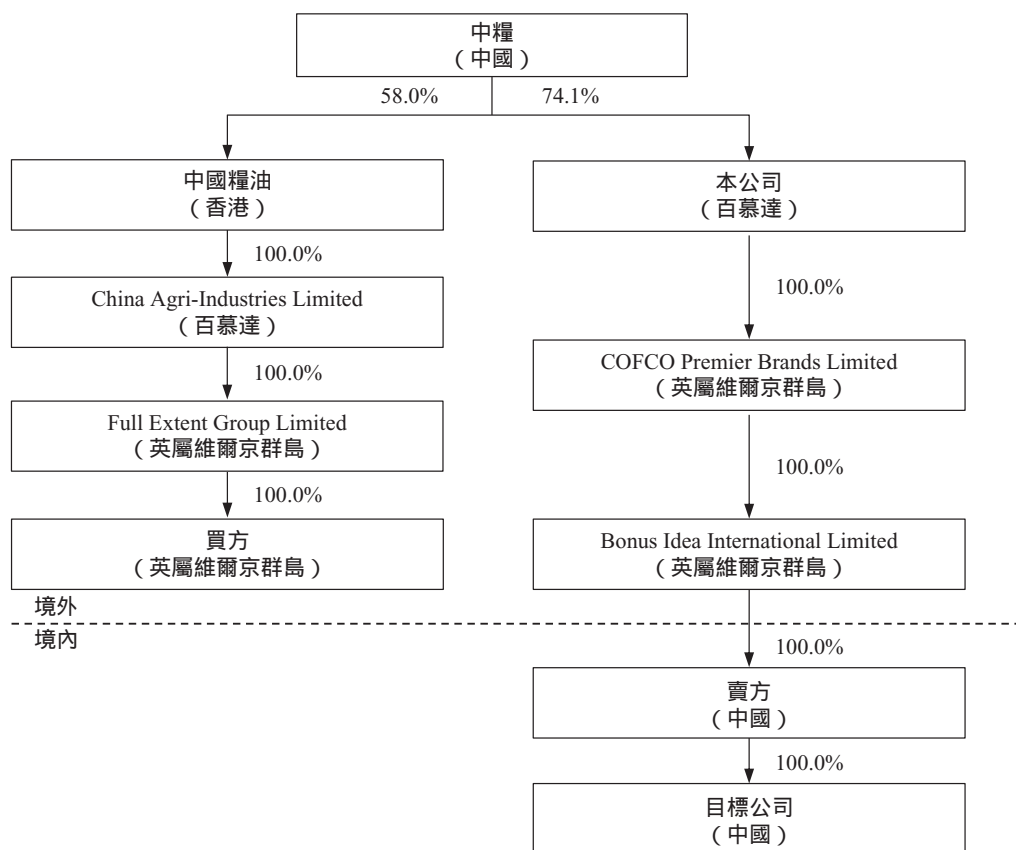 中糧
（中國）
58.0%
74.1%
中國糧油
（香港）
本公司
（百慕達）
100.0%
China Agri-Industries Limited
（百慕達）
100.0%
100.0%
COFCO Premier Brands Limited
（英屬維爾京群島）
Full Extent Group Limited
（英屬維爾京群島）
100.0%
100.0%
買方
（英屬維爾京群島）
Bonus Idea International Limited
（英屬維爾京群島）
境外
境內
100.0%
賣方
（中國）
100.0%
目標公司
（中國）